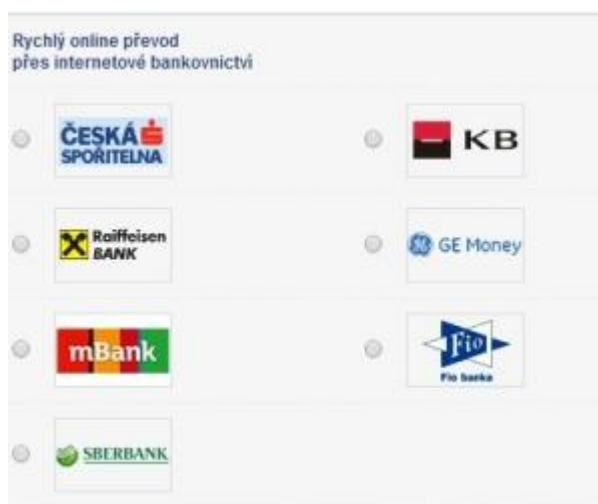 Rychlý online převod
přes internetové bankovnictví
ČESKÁ
SPOŘITELNA
KB
Raiffeisen
BANK
GE Money
mBank
Fio
Fio banka
SBERBANK